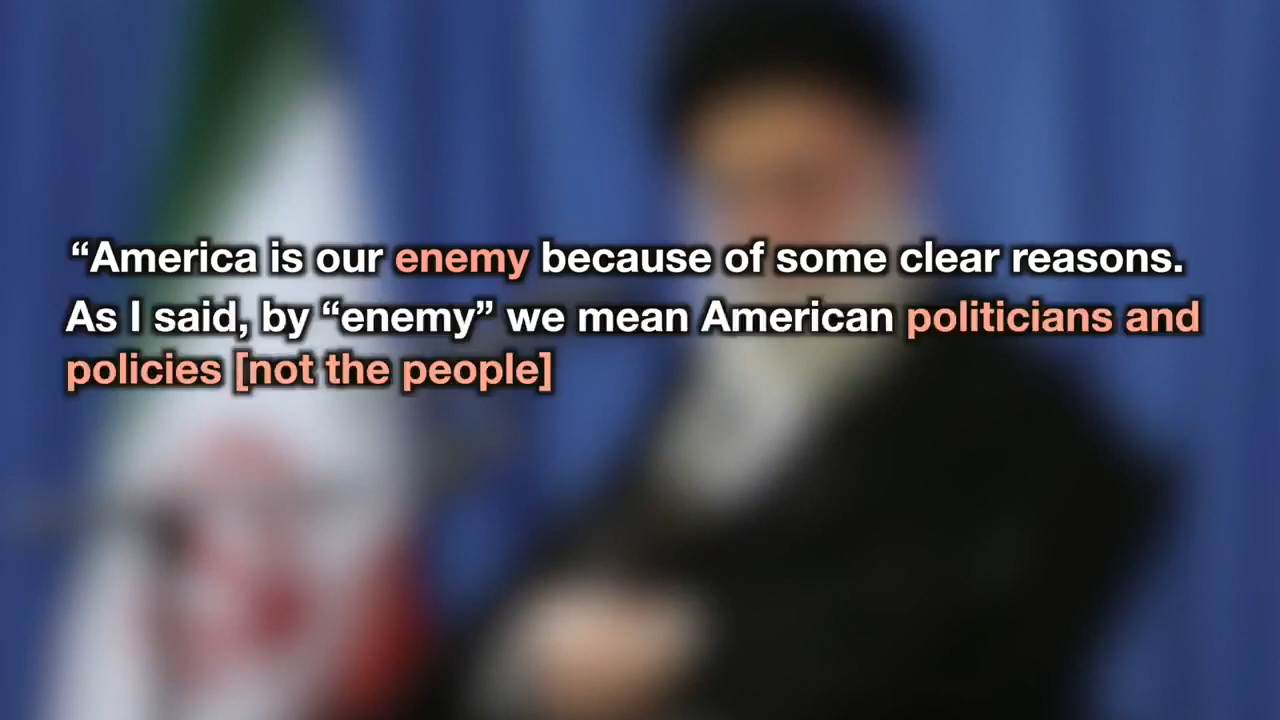 “America is our enemy because of some clear reasons.
As I said, by “enemy” we mean American politicians and
policies [not the people]